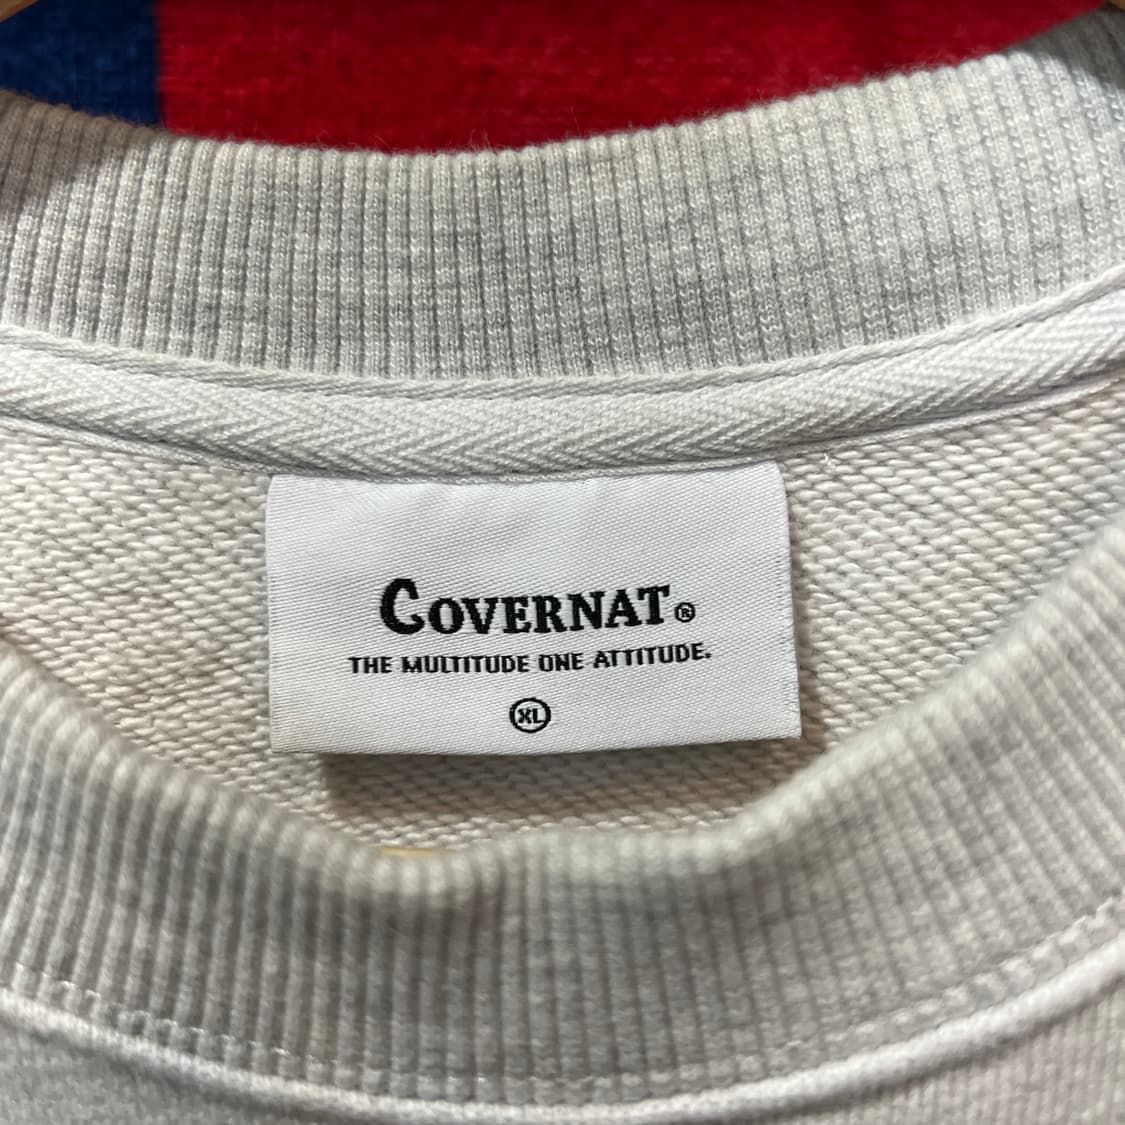 COVERNAT®
THE MULTITUDE ONE ATTITUDE.
XL